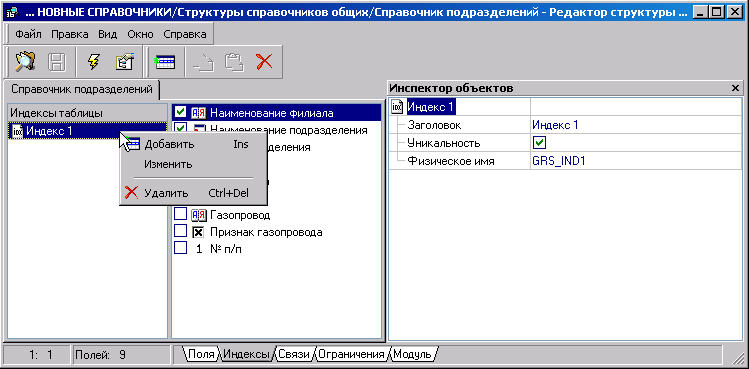 ... НОВНЫЕ СПРАВОЧНИКИ/Структуры справочников общих/Справочник подразделений - Редактор структуры ...
Файл Правка Вид Окно Справка
Справочник подразделений
Индексы таблицы
Индекс 1
Наименование филиала
Наименование подразделения
деления
Газопровод
Признак газопровода
1 № п/п
Добавить Ins
Изменить
Удалить Ctrl+Del
Инспектор объектов
Индекс 1
Заголовок Индекс 1
Уникальность
Физическое имя GRS_IND1
1: 1 Полей: 9
Поля Индексы Связи Ограничения Модуль